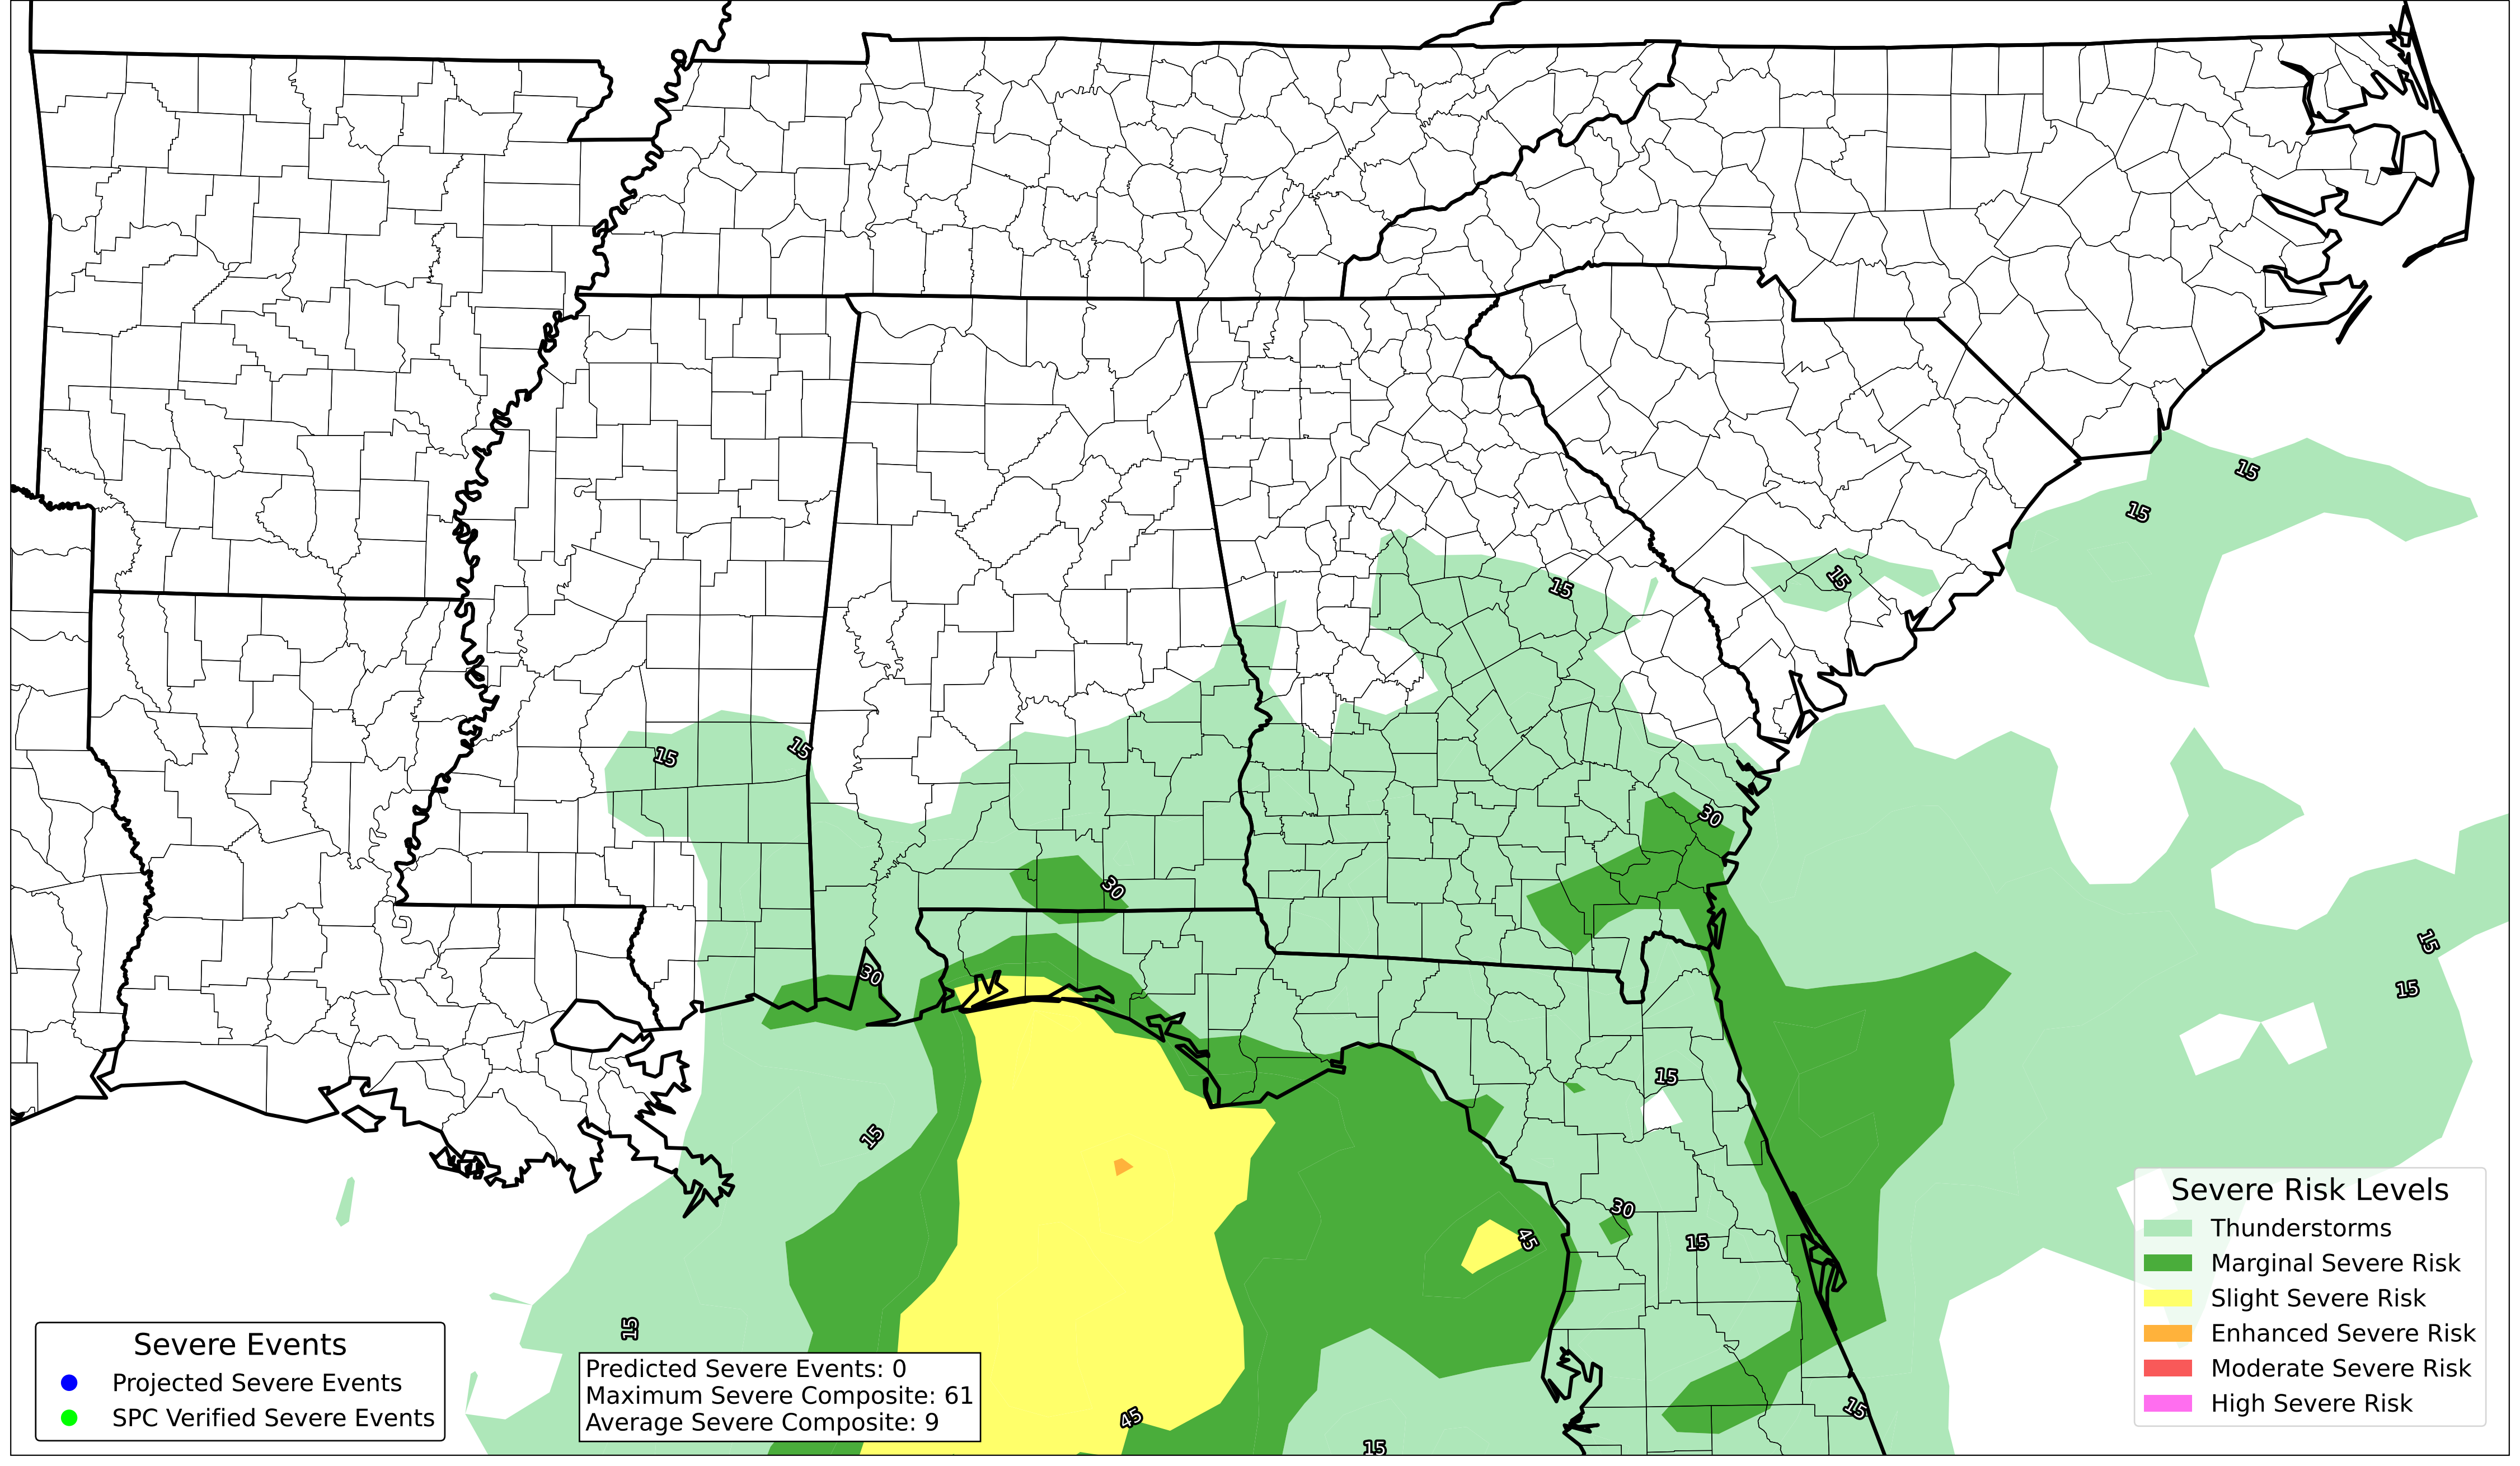 15
15
15
15
15
15
30
30
15
30
15
15
15
30
15
45
15
45
15
15
Severe Risk Levels
Thunderstorms
Marginal Severe Risk
Slight Severe Risk
Enhanced Severe Risk
Moderate Severe Risk
High Severe Risk
Severe Events
Projected Severe Events
SPC Verified Severe Events
Predicted Severe Events: 0
Maximum Severe Composite: 61
Average Severe Composite: 9